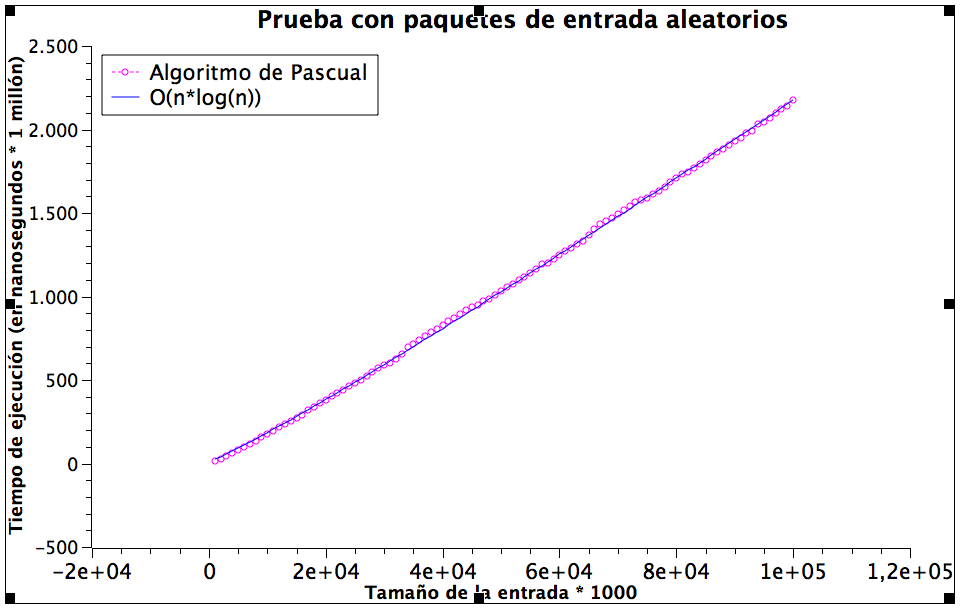 Prueba con paquetes de entrada aleatorios
Algoritmo de Pascual
O(n*log(n))
Tiempo de ejecución (en nanosegundos * 1 millón)
2.500
2.000
1.500
1.000
500
0
−500
−2e+04
0
2e+04
4e+04
6e+04
8e+04
1e+05
1,2e+05
Tamaño de la entrada * 1000